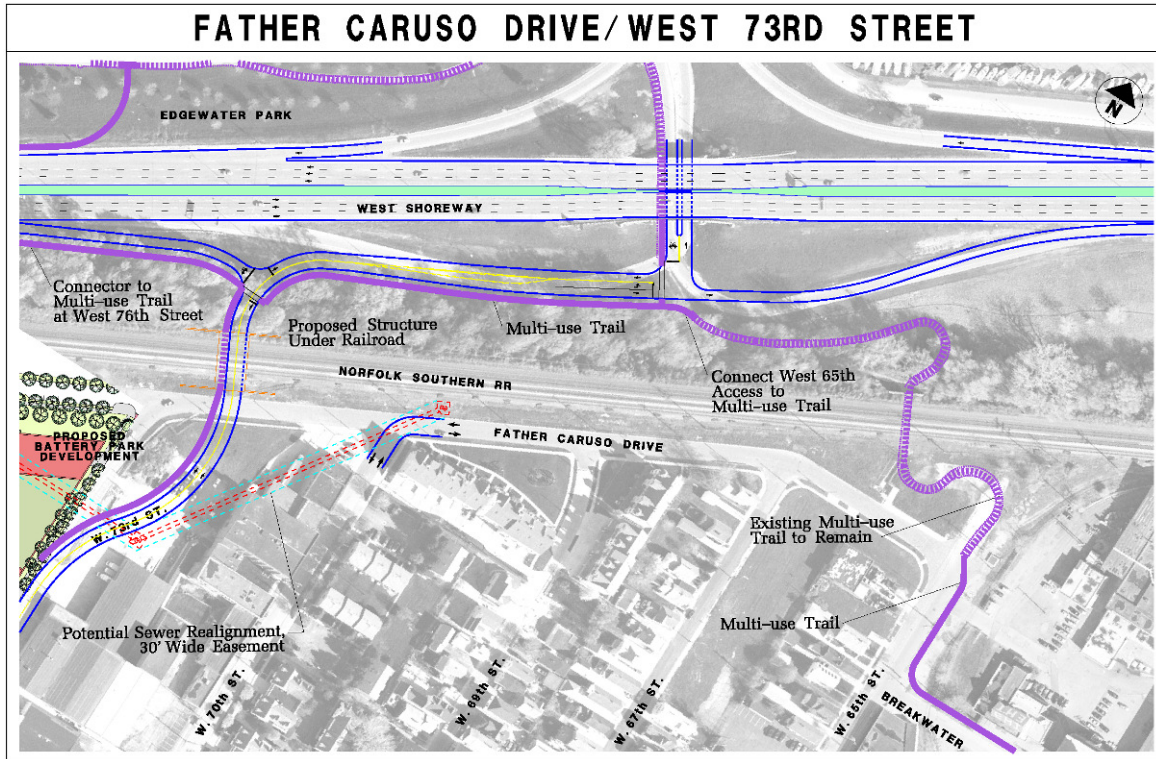 FATHER CARUSO DRIVE/WEST 73RD STREET
EDGEWATER PARK
N
WEST SHOREWAY
Connector to
Multi-use Trail
at West 76th Street
Proposed Structure
Under Railroad
Multi-use Trail
NORFOLK SOUTHERN RR
Connect West 65th
Access to
Multi-use Trail
PROPOSED
BATTERY PARK
DEVELOPMENT
FATHER CARUSO DRIVE
W. 73rd ST.
Existing Multi-use
Trail to Remain
Potential Sewer Realignment,
30' Wide Easement
Multi-use Trail
W. 70th ST.
W. 69th ST.
W. 67th ST.
W. 65th ST.
BREAKWATER